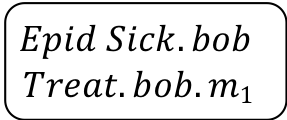 Epid Sick. bob
Treat. bob. m₁